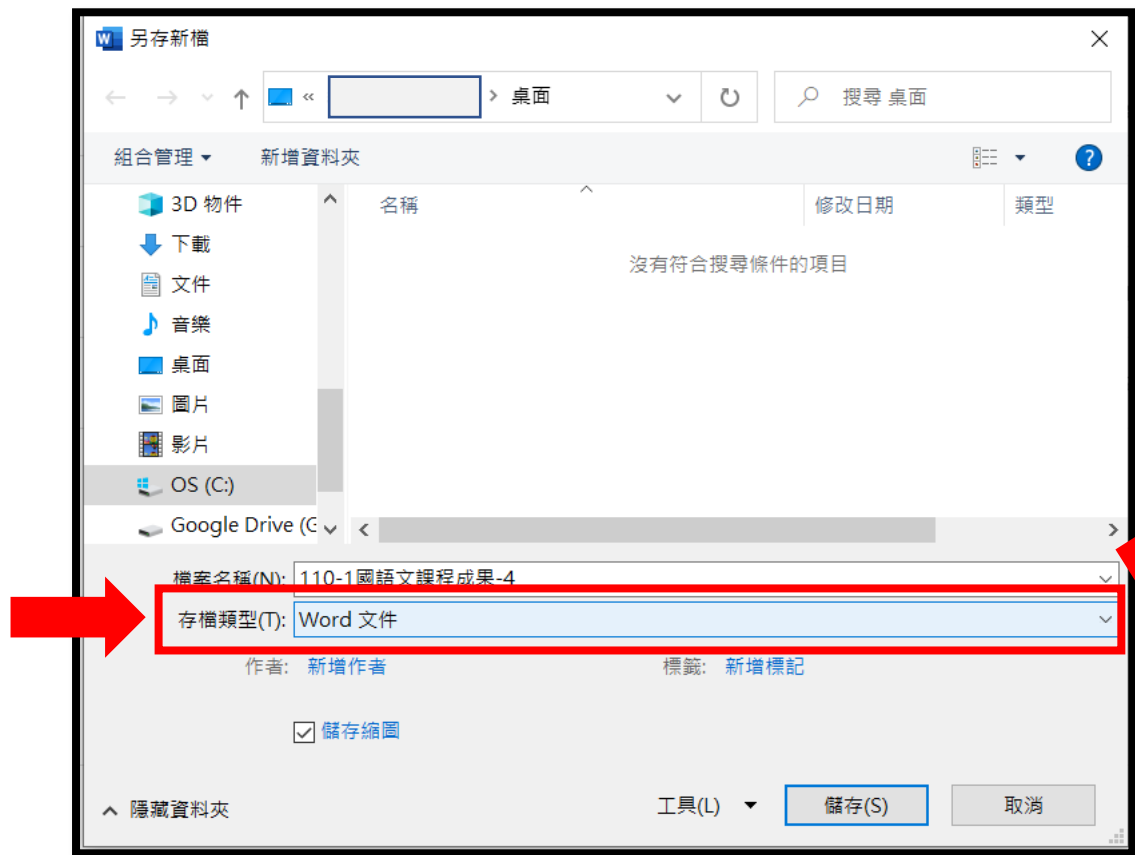 另存新檔
« > 桌面 搜尋 桌面
組合管理 新增資料夾 ?
3D 物件 名稱 修改日期 類型
下載
沒有符合搜尋條件的項目
文件
音樂
桌面
圖片
影片
OS (C:)
Google Drive (G
檔案名稱(N): 110-1國語文課程成果-4
存檔類型(T): Word 文件
作者: 新增作者 標籤: 新增標記
儲存縮圖
隱藏資料夾 工具(L) 儲存(S) 取消